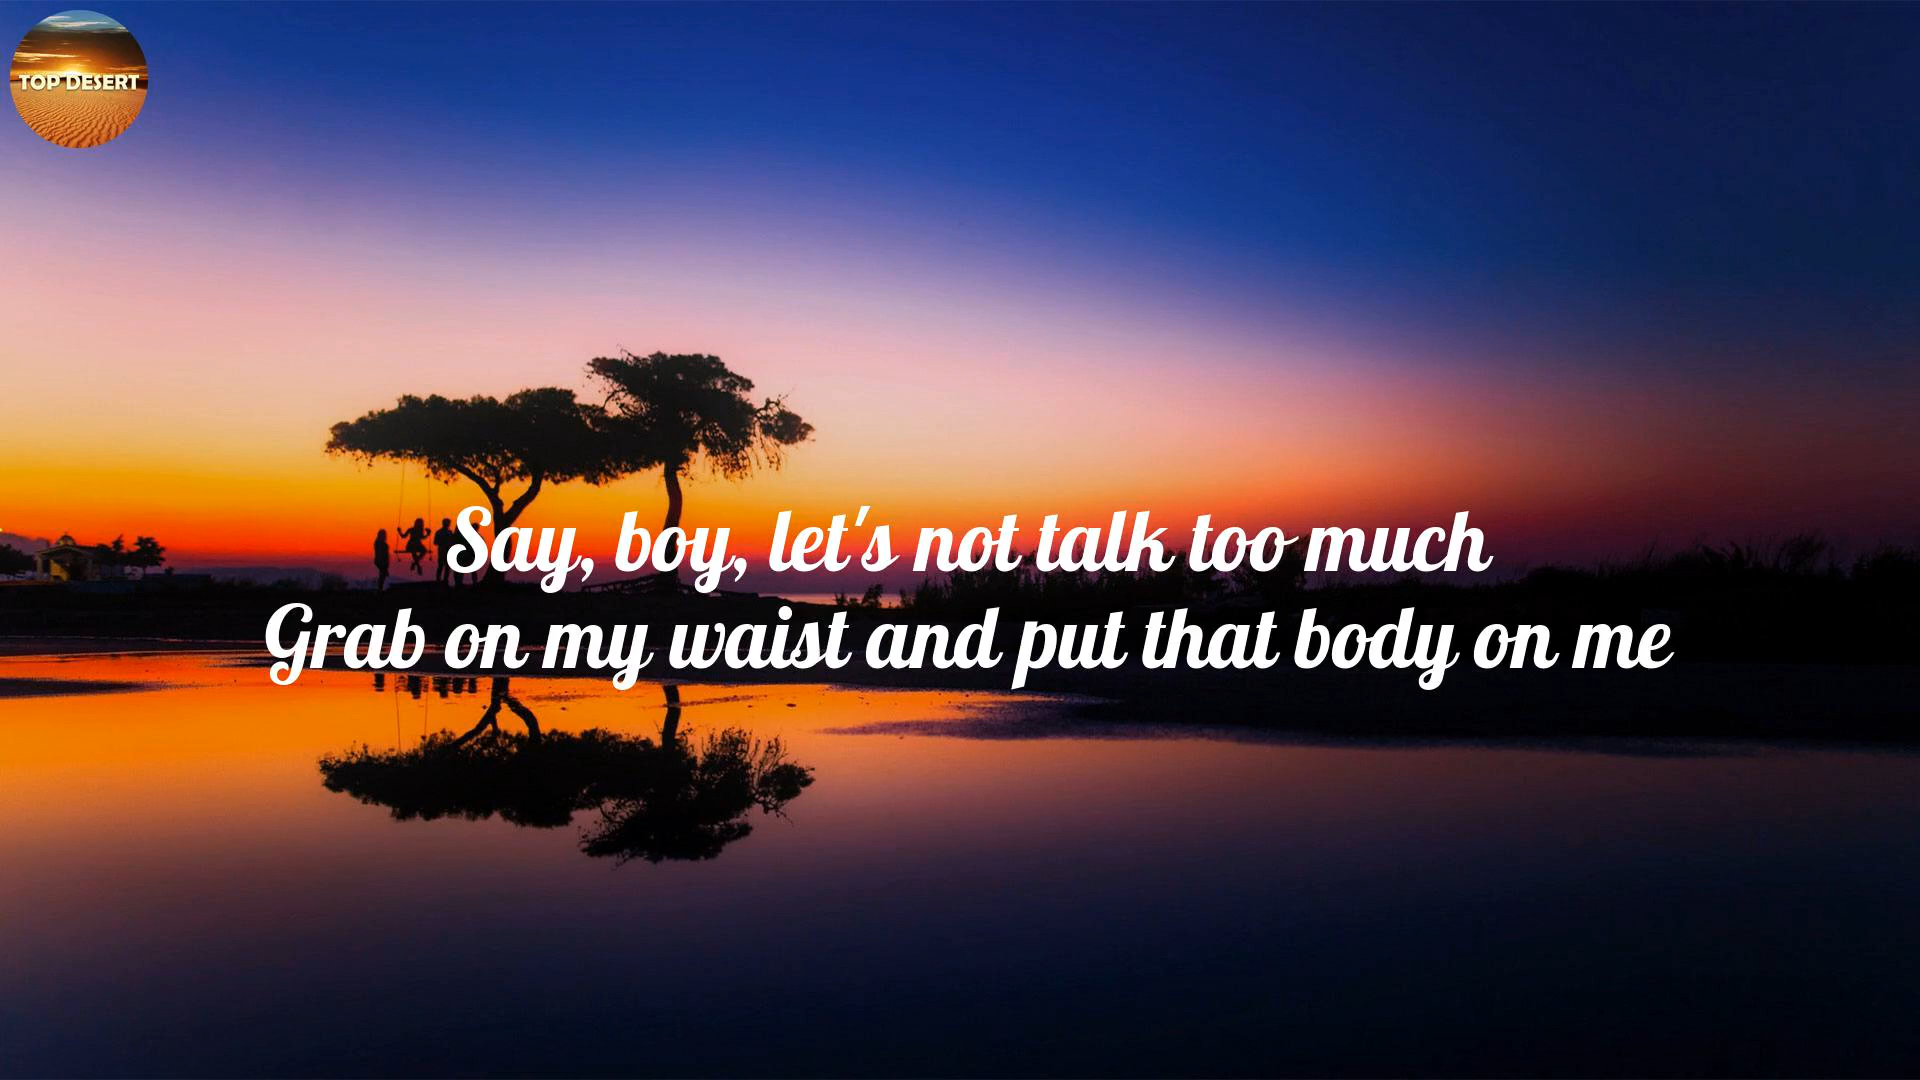 TOP DESERT
Say, boy, let's not talk too much
Grab on my waist and put that body on me